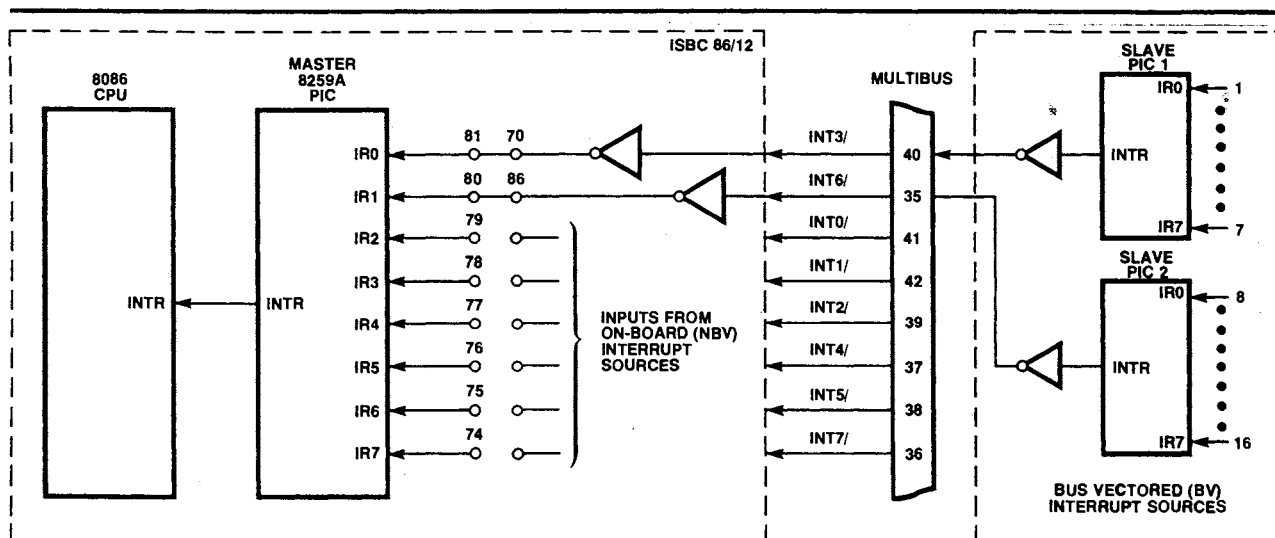 iSBC 86/12
8086
CPU
MASTER
8259A
PIC
MULTIBUS
SLAVE
PIC 1
IR0
1
INTR
IR7
7
SLAVE
PIC 2
IR0
8
INTR
IR7
16
BUS VECTORED (BV)
INTERRUPT SOURCES
INTR
INTR
IR0
81
70
INT3/
40
IR1
80
86
INT6/
35
IR2
79
INT0/
41
IR3
78
INT1/
42
IR4
77
INT2/
39
IR5
76
INT4/
37
IR6
75
INT5/
38
IR7
74
INT7/
36
INPUTS FROM
ON-BOARD (NBV)
INTERRUPT
SOURCES